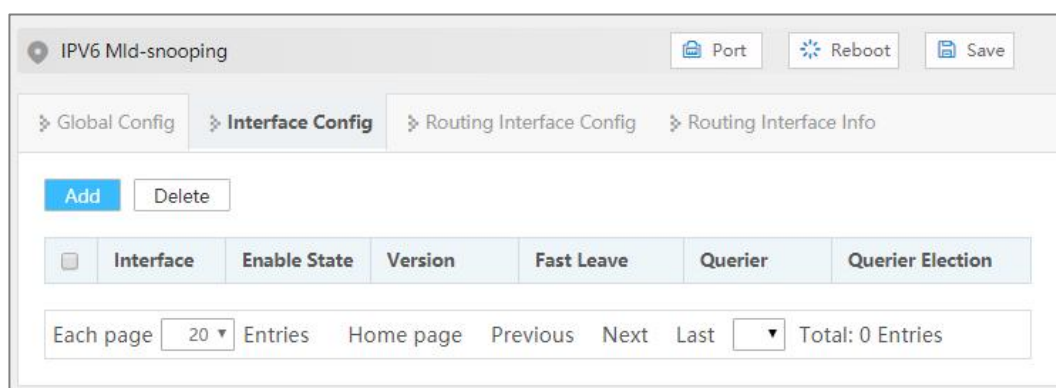 IPV6 Mld-snooping Port Reboot Save
Global Config Interface Config Routing Interface Config Routing Interface Info
Add Delete
Interface Enable State Version Fast Leave Querier Querier Election
Each page 20 Entries Home page Previous Next Last Total: 0 Entries